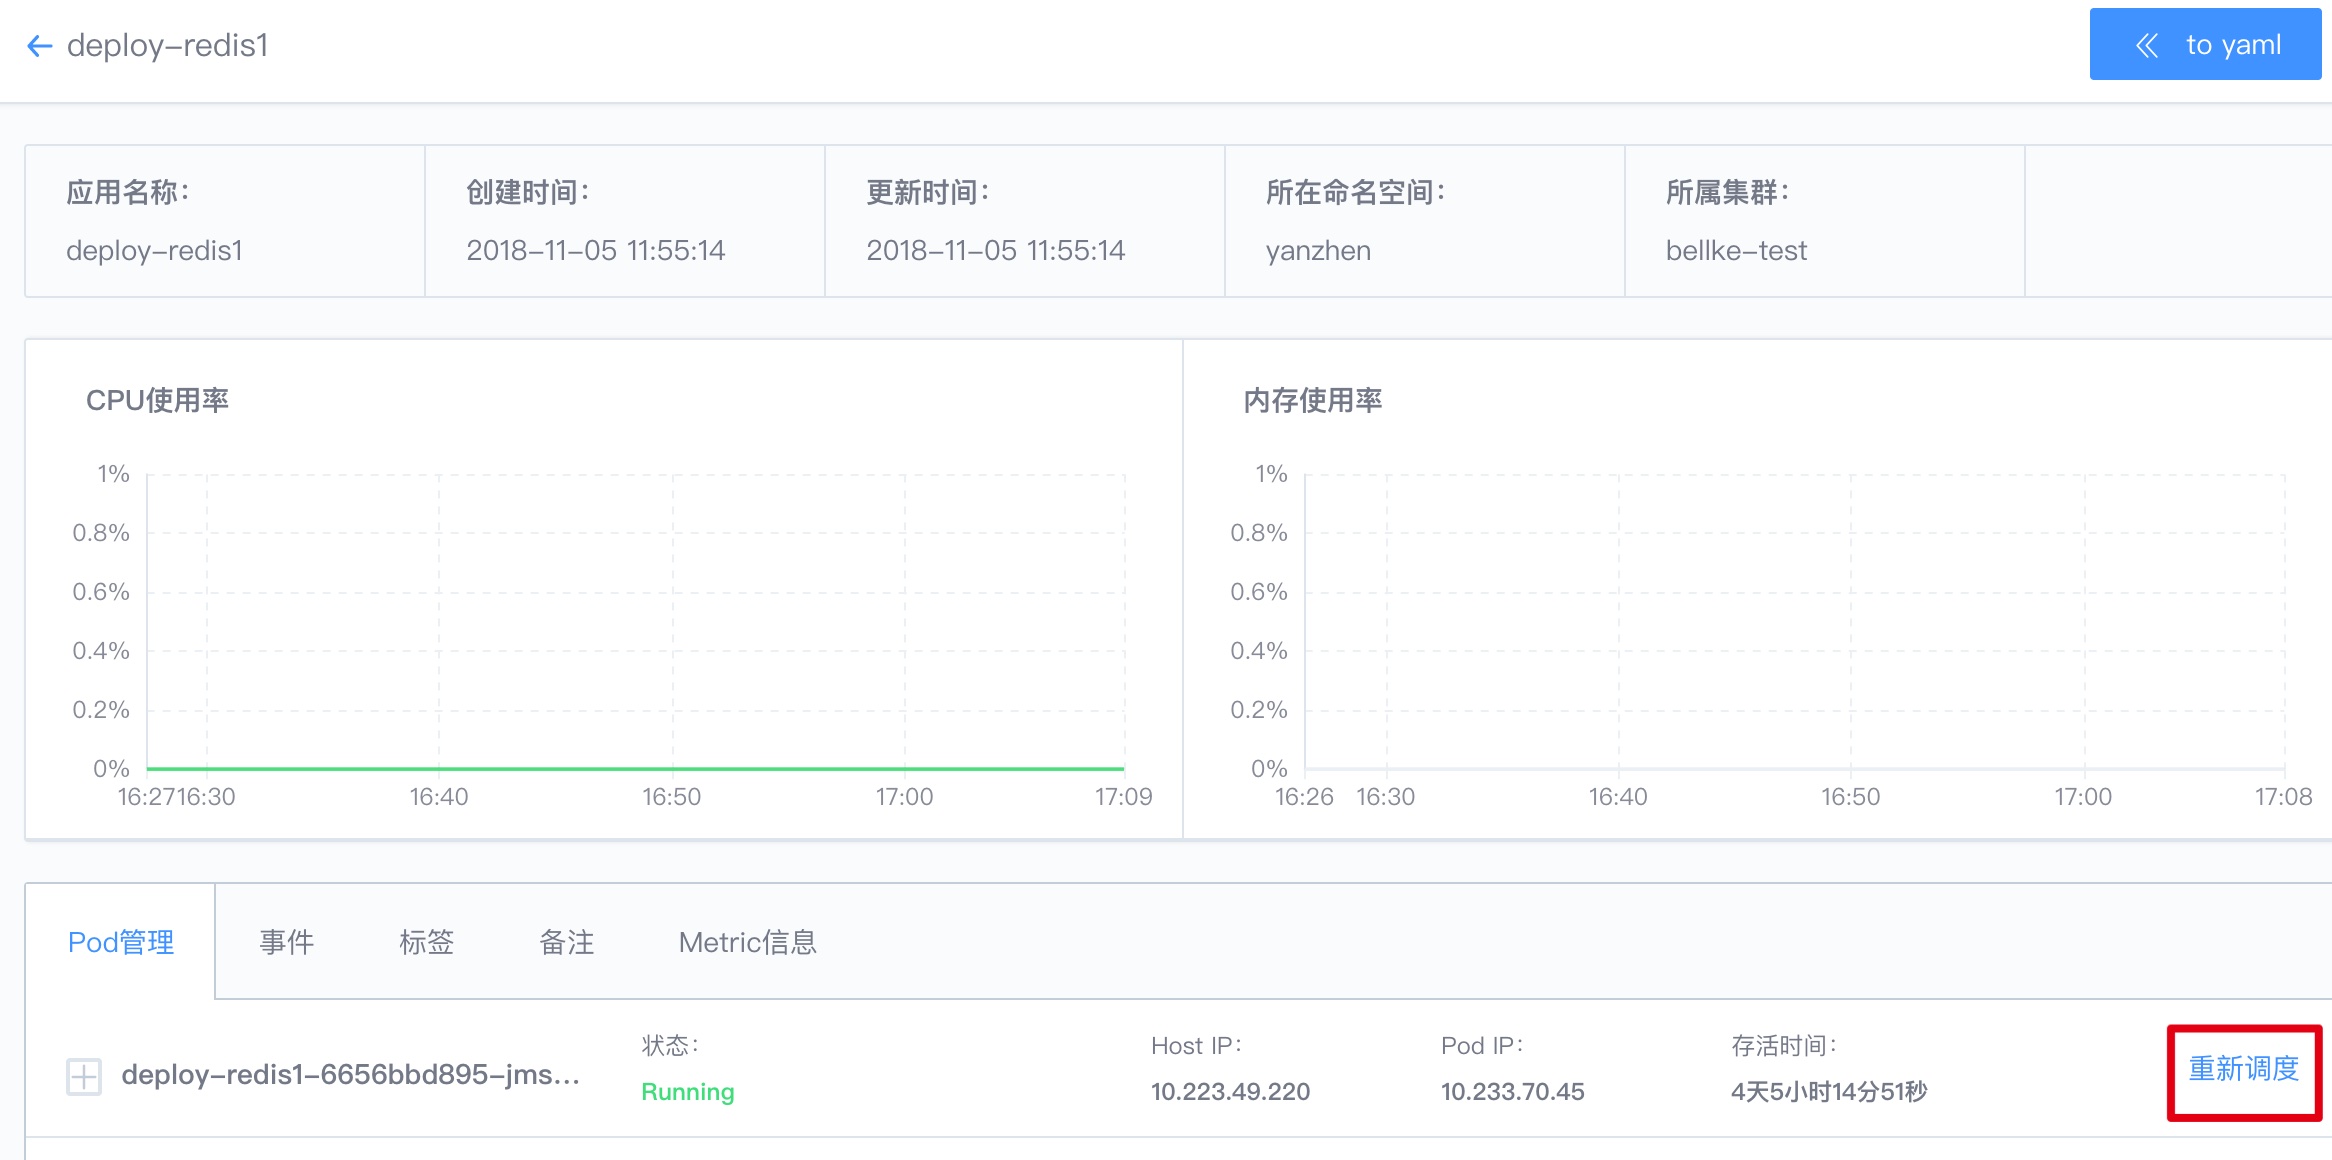 deploy-redis1
to yaml
应用名称：
创建时间：
更新时间：
所在命名空间：
所属集群：
deploy-redis1
2018-11-05 11:55:14
2018-11-05 11:55:14
yanzhen
bellke-test
CPU使用率
1%
0.8%
0.6%
0.4%
0.2%
0%
16:27 16:30 16:40 16:50 17:00 17:09
内存使用率
1%
0.8%
0.6%
0.4%
0.2%
0%
16:26 16:30 16:40 16:50 17:00 17:08
Pod管理 事件 标签 备注 Metric信息
deploy-redis1-6656bbd895-jms...
状态：
Running
Host IP：
10.223.49.220
Pod IP：
10.233.70.45
存活时间：
4天5小时14分51秒
重新调度